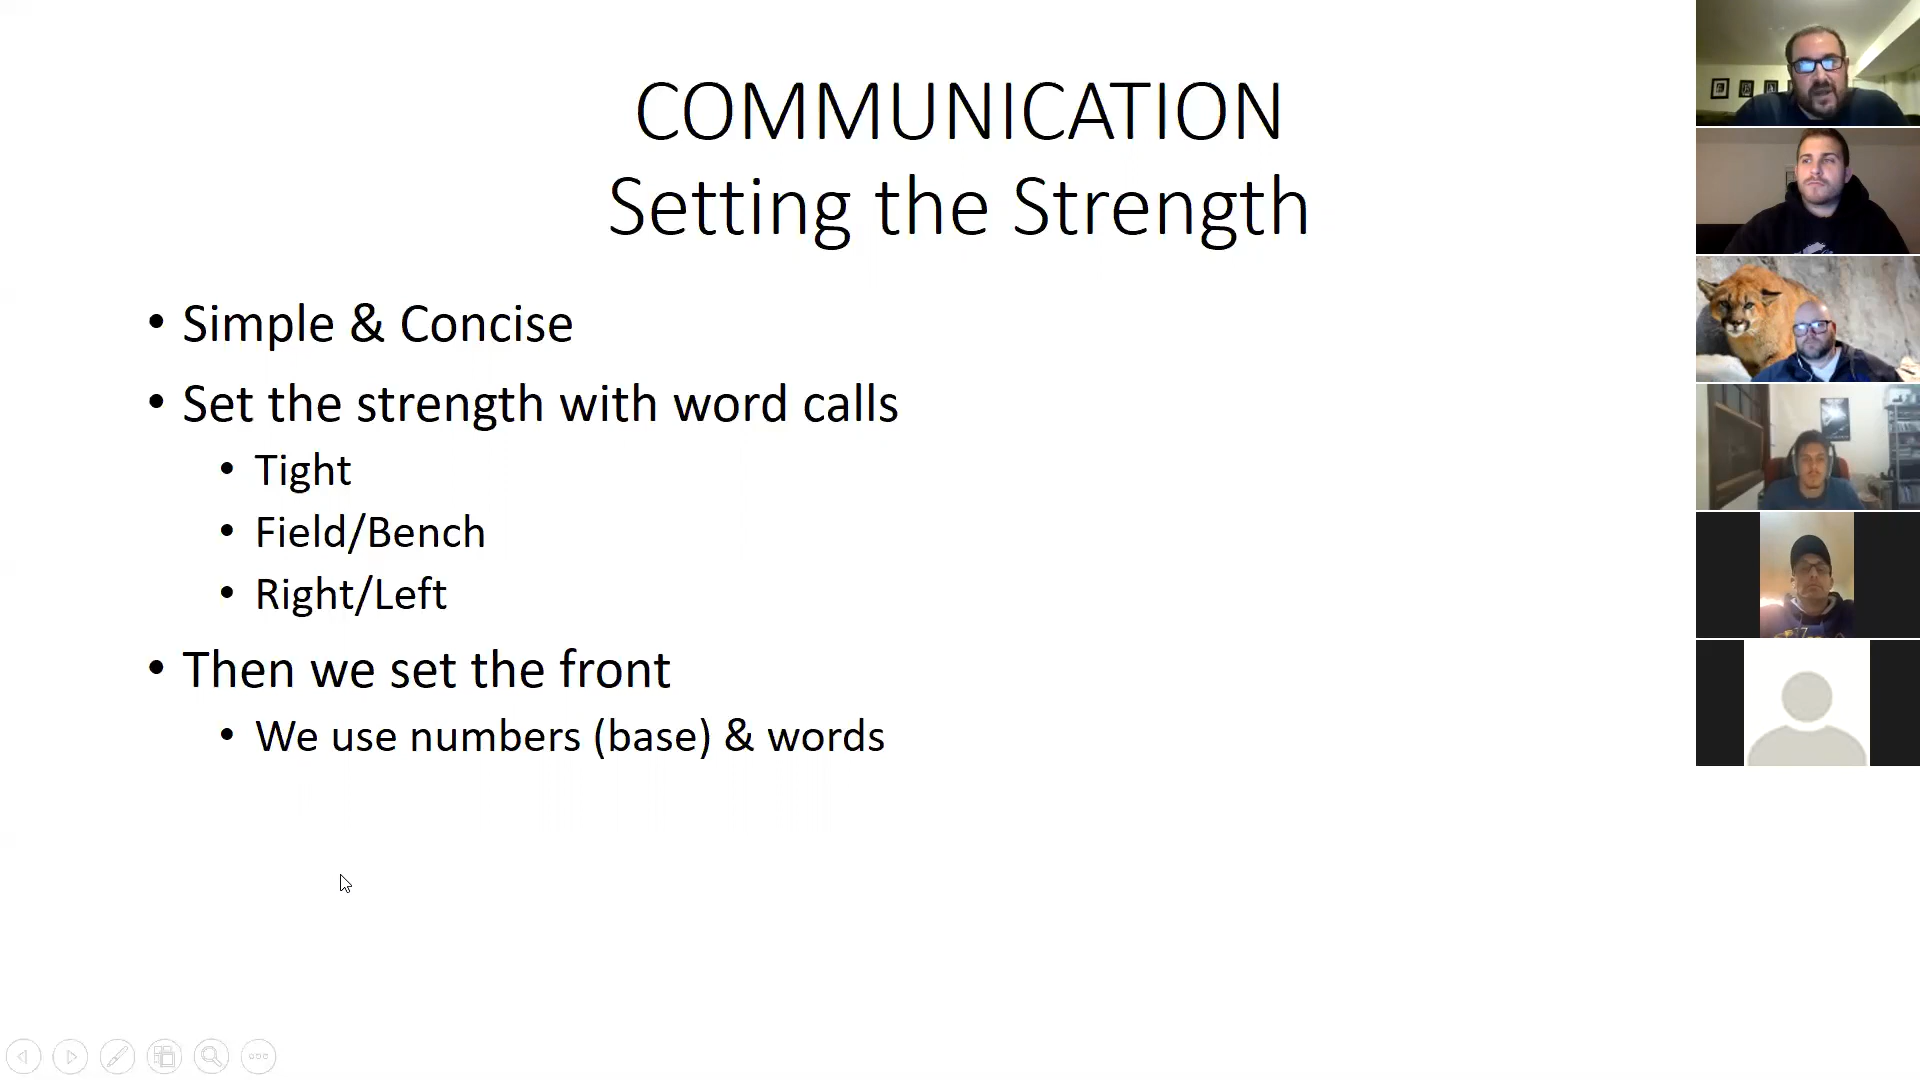 COMMUNICATION
Setting the Strength
• Simple & Concise
• Set the strength with word calls
• Tight
• Field/Bench
• Right/Left
• Then we set the front
• We use numbers (base) & words